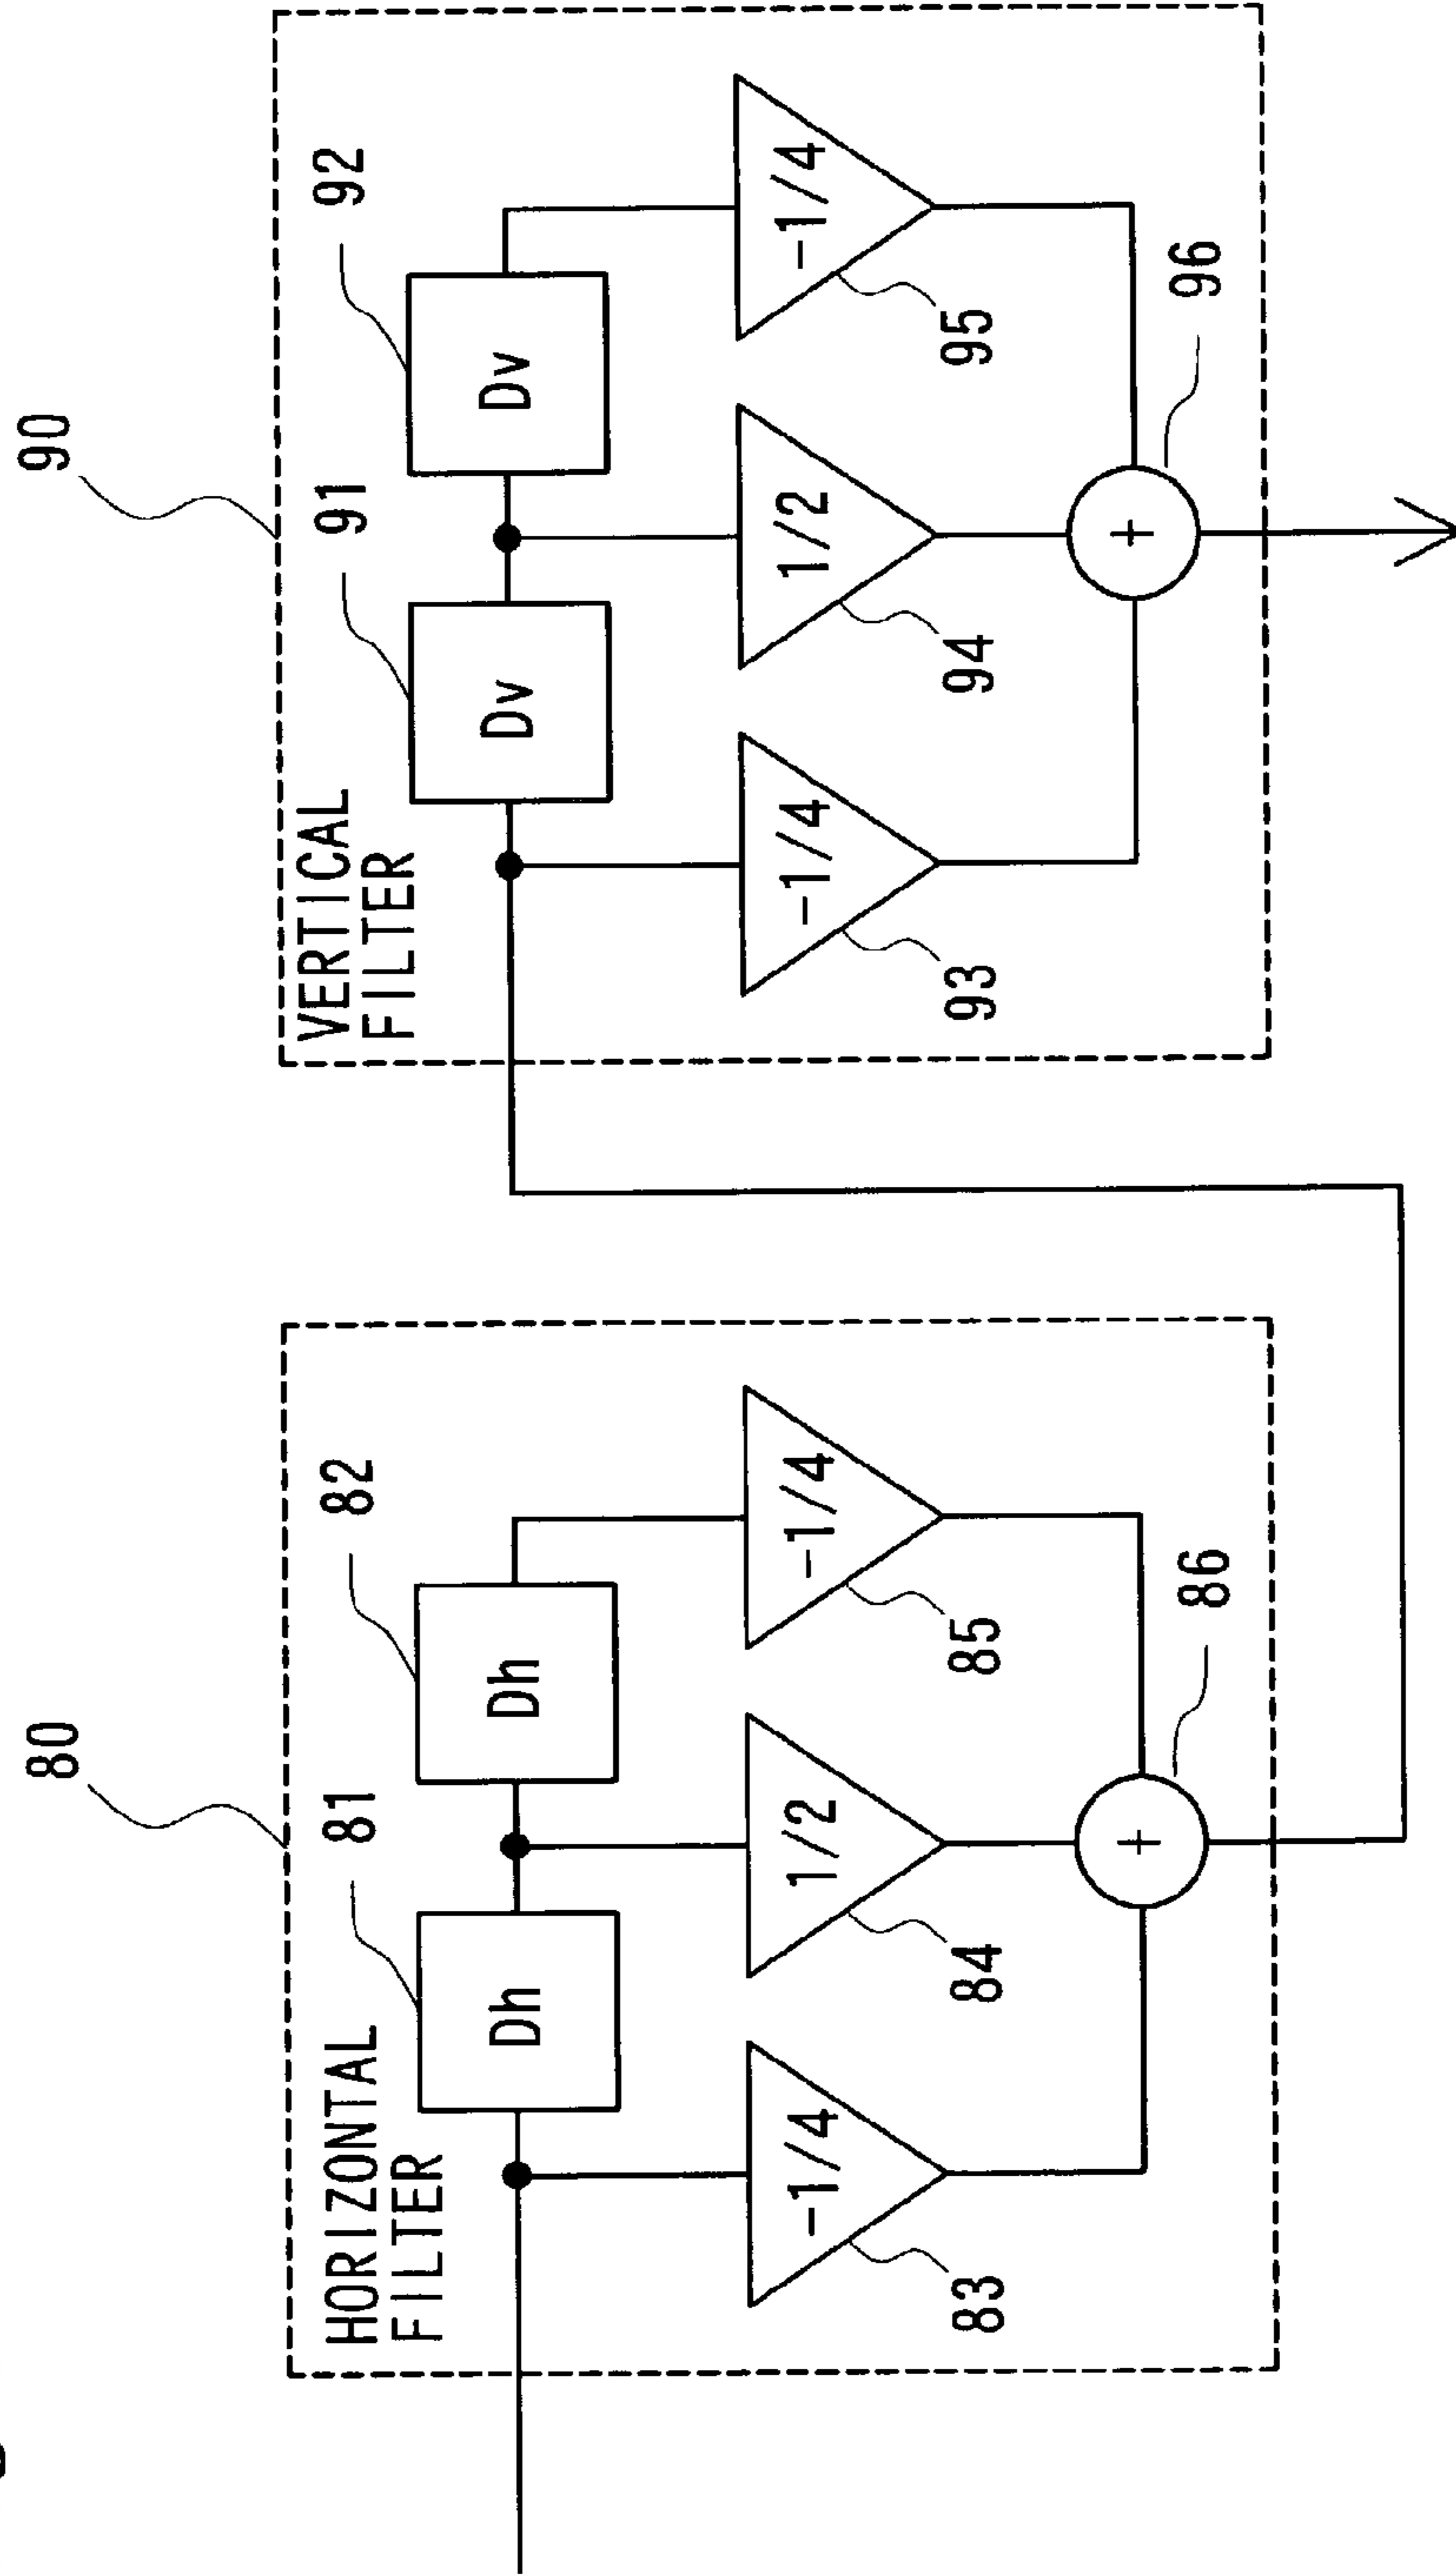 80
HORIZONTAL
FILTER
81
82
Dh
Dh
-1/4
1/2
-1/4
83
84
85
+
86
90
VERTICAL
FILTER
91
92
Dv
Dv
-1/4
1/2
-1/4
93
94
95
+
96